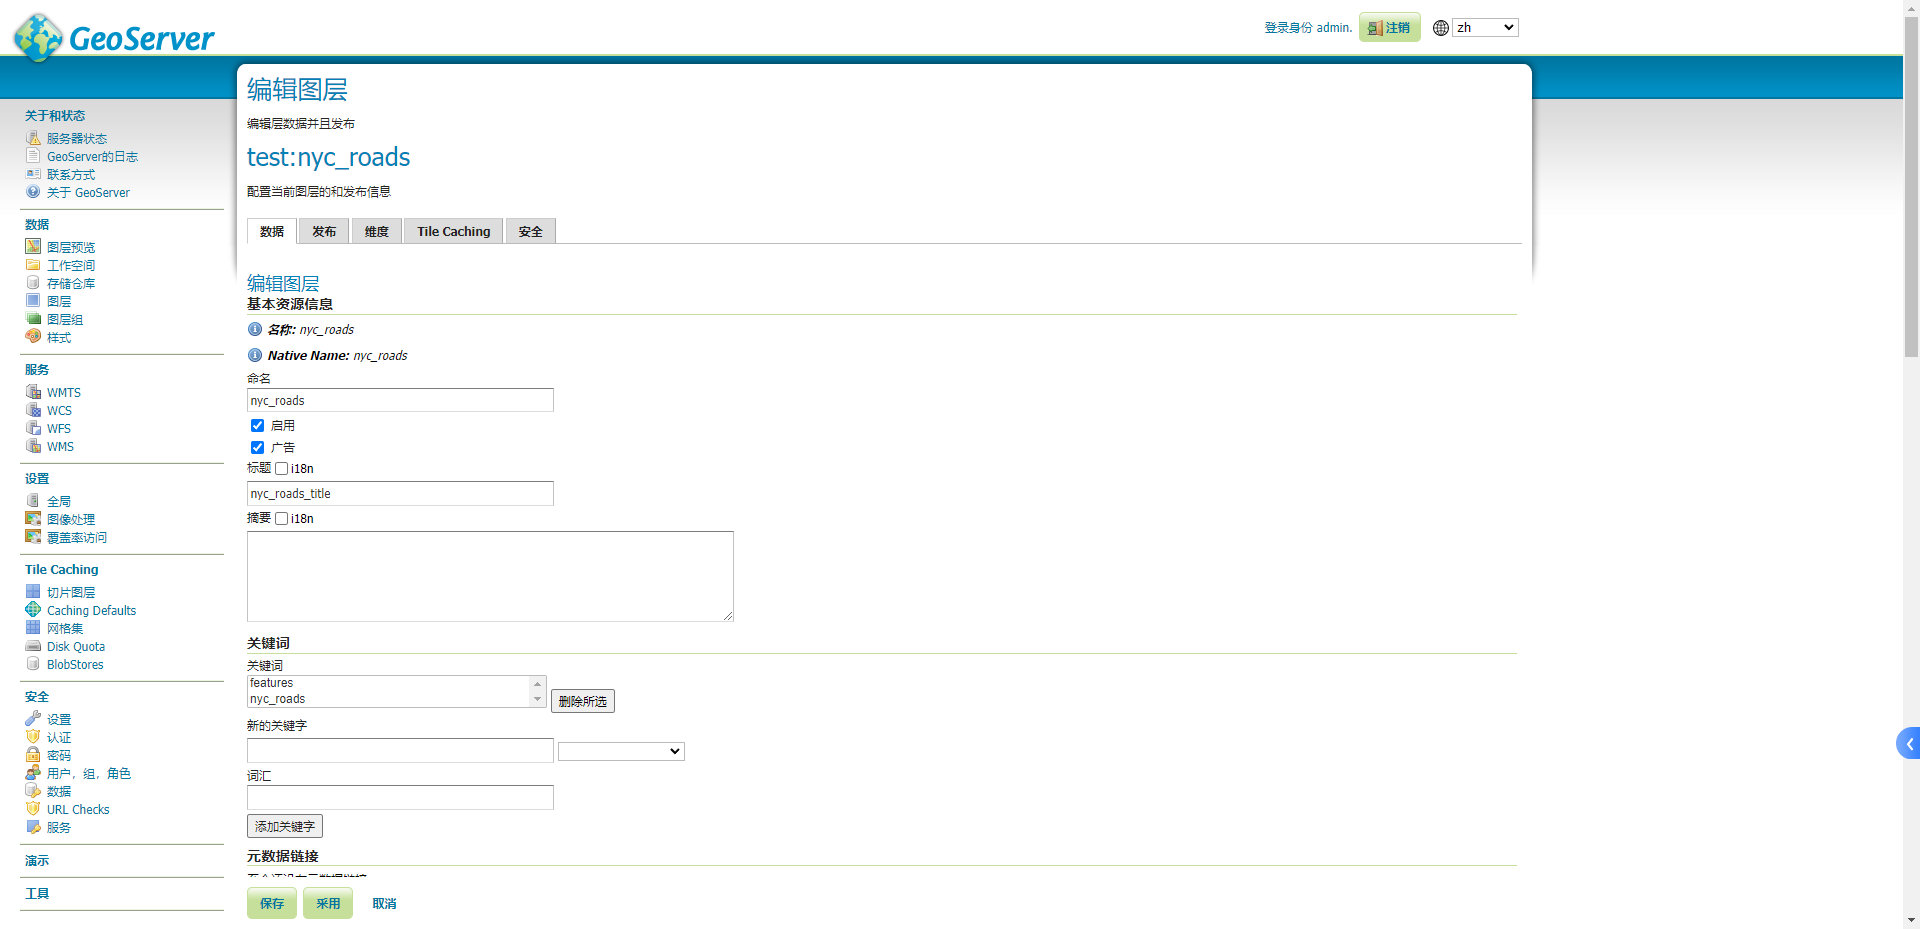 GeoServer
登录身份 admin.
注销
zh
关于和状态
服务器状态
GeoServer的日志
联系方式
关于 GeoServer
数据
图层预览
工作空间
存储仓库
图层
图层组
样式
服务
WMTS
WCS
WFS
WMS
设置
全局
图像处理
覆盖率访问
Tile Caching
切片图层
Caching Defaults
网格集
Disk Quota
BlobStores
安全
设置
认证
密码
用户，组，角色
数据
URL Checks
服务
演示
工具
编辑图层
编辑层数据并且发布
test:nyc_roads
配置当前图层的和发布信息
数据 发布 维度 Tile Caching 安全
编辑图层
基本资源信息
名称: nyc_roads
Native Name: nyc_roads
命名
nyc_roads
启用
广告
标题 i18n
nyc_roads_title
摘要 i18n
关键词
关键词
features
nyc_roads
删除所选
新的关键字
词汇
添加关键字
元数据链接
保存 采用 取消